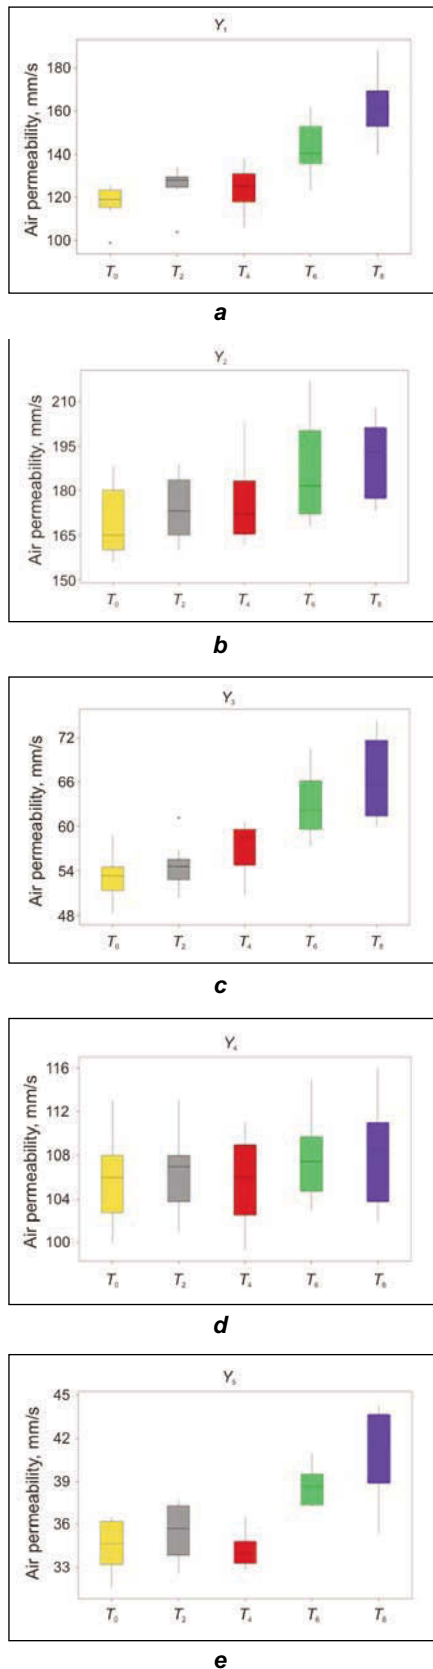 Y₁
Air permeability, mm/s
180
160
140
120
100
T₀ T₂ T₄ T₆ T₈
a
Y₂
Air permeability, mm/s
210
195
180
165
150
T₀ T₂ T₄ T₆ T₈
b
Y₃
Air permeability, mm/s
72
66
60
54
48
T₀ T₂ T₄ T₆ T₈
c
Y₄
Air permeability, mm/s
116
112
108
104
100
T₀ T₂ T₄ T₆ T₈
d
Y₅
Air permeability, mm/s
45
42
39
36
33
T₀ T₂ T₄ T₆ T₈
e